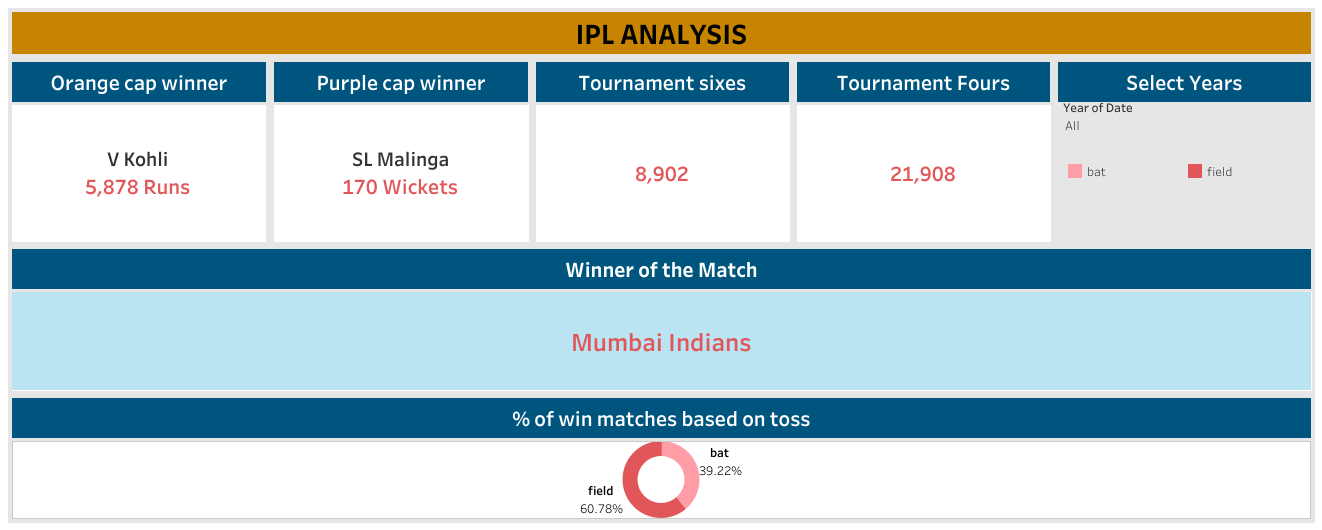 IPL ANALYSIS
Orange cap winner
Purple cap winner
Tournament sixes
Tournament Fours
Select Years
V Kohli
5,878 Runs
SL Malinga
170 Wickets
8,902
21,908
Year of Date
All
bat
field
Winner of the Match
Mumbai Indians
% of win matches based on toss
bat
39.22%
field
60.78%